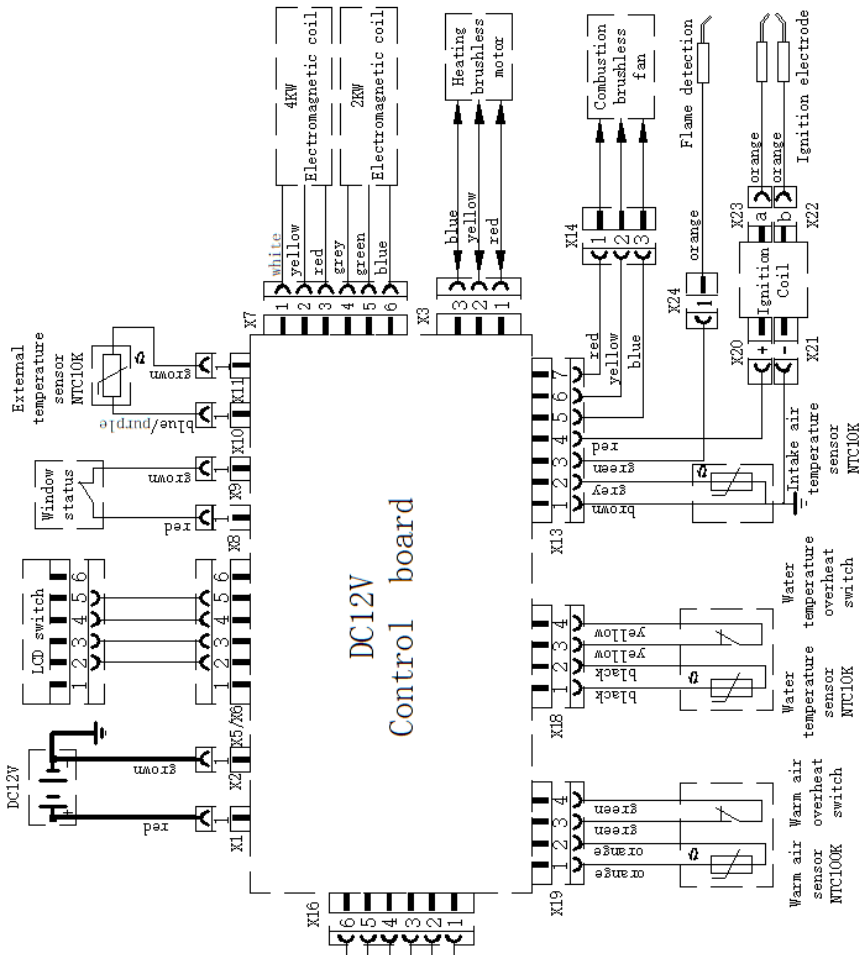 4KW
Electromagnetic coil
2KW
Electromagnetic coil
Heating
brushless
motor
Combustion
brushless
fan
Flame detection
Ignition electrode
white
yellow
red
grey
green
blue
1
2
3
4
5
6
X7
blue
yellow
red
3
2
1
X3
X14
1
2
3
red
yellow
blue
orange
X24
1
orange
orange
X23
a
b
X22
Ignition
Coil
X20
+
-
X21
External
temperature
sensor
NTC10K
grown
blue/purple
1
X11
1
X10
Window
status
grown
red
1
X9
1
X8
LCD switch
1
2
3
4
5
6
1
2
3
4
5
6
X5/X6
DC12V
+
grown
red
1
X2
1
X1
DC12V
Control board
7
6
5
4
3
2
1
X13
red
green
grey
brown
Intake air
temperature
sensor
NTC10K
4
3
2
1
X18
yellow
yellow
black
black
Water
temperature
overheat
switch
Water
temperature
sensor
NTC10K
4
3
2
1
X19
green
green
orange
orange
Warm air
overheat
switch
Warm air
sensor
NTC100K
X16
6
5
4
3
2
1